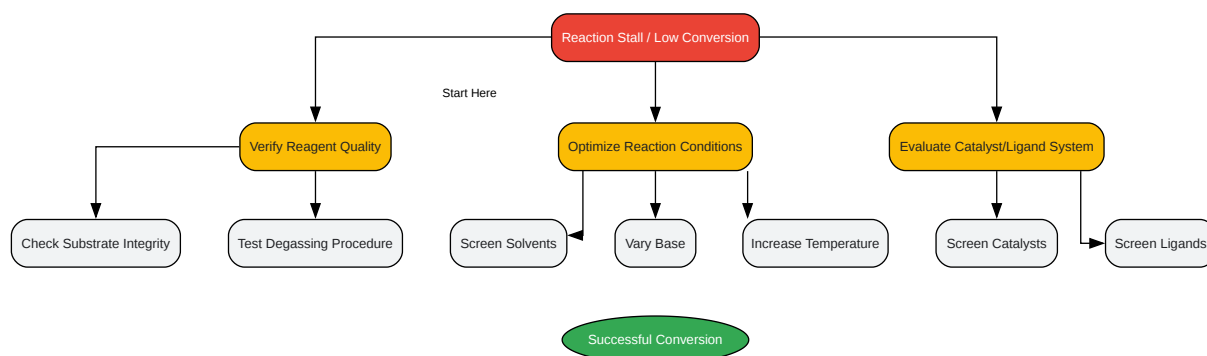 Reaction Stall / Low Conversion
Start Here
Verify Reagent Quality
Optimize Reaction Conditions
Evaluate Catalyst/Ligand System
Check Substrate Integrity
Test Degassing Procedure
Screen Solvents
Vary Base
Increase Temperature
Screen Catalysts
Screen Ligands
Successful Conversion